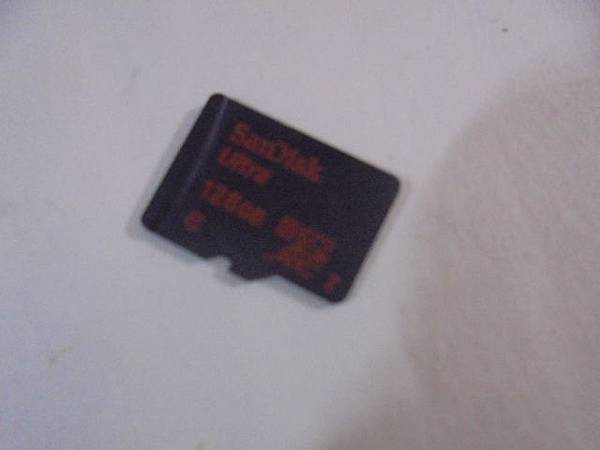 SanDisk
Ultra
128GB
I